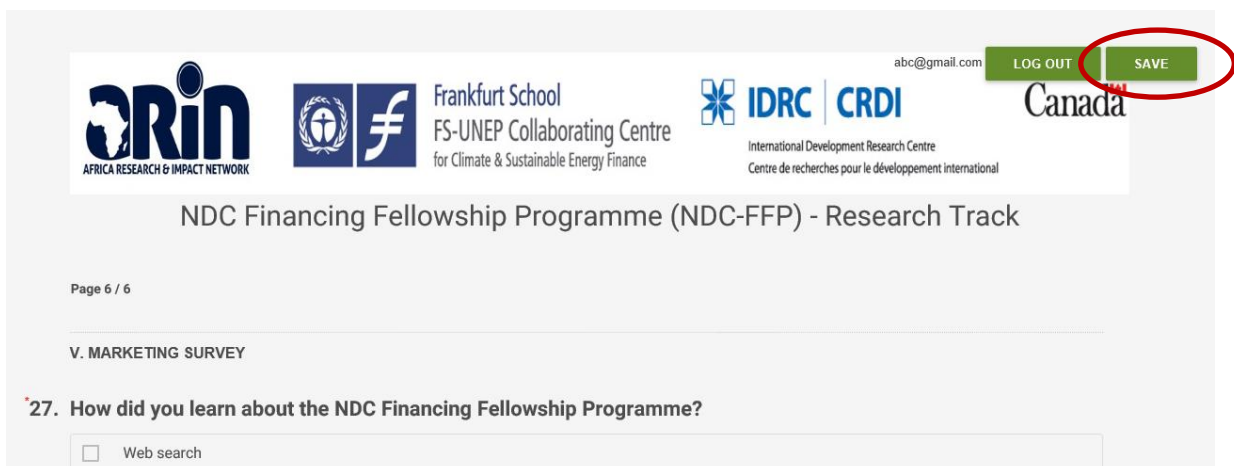 abc@gmail.com LOG OUT SAVE
aRin
AFRICA RESEARCH & IMPACT NETWORK
Frankfurt School
FS-UNEP Collaborating Centre
for Climate & Sustainable Energy Finance
IDRC | CRDI
International Development Research Centre
Centre de recherches pour le développement international
Canada
NDC Financing Fellowship Programme (NDC-FFP) - Research Track
Page 6 / 6
V. MARKETING SURVEY
*27. How did you learn about the NDC Financing Fellowship Programme?
Web search